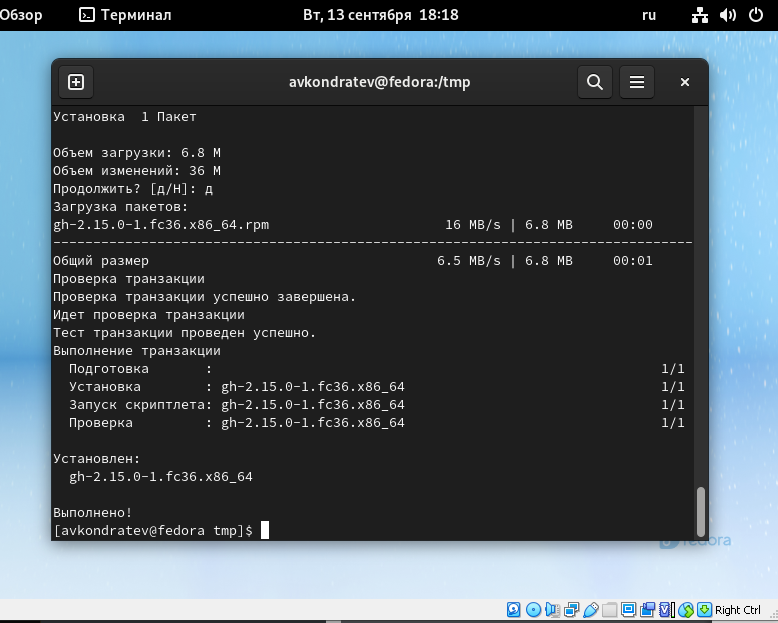 Обзор Терминал Вт, 13 сентября 18:18 ru
avkondratev@fedora:/tmp
Установка 1 Пакет
Объем загрузки: 6.8 M
Объем изменений: 36 M
Продолжить? [д/Н]: д
Загрузка пакетов:
gh-2.15.0-1.fc36.x86_64.rpm 16 MB/s | 6.8 MB 00:00
--------------------------------------------------------------------------------
Общий размер 6.5 MB/s | 6.8 MB 00:01
Проверка транзакции
Проверка транзакции успешно завершена.
Идет проверка транзакции
Тест транзакции проведен успешно.
Выполнение транзакции
Подготовка : 1/1
Установка : gh-2.15.0-1.fc36.x86_64 1/1
Запуск скриптлета: gh-2.15.0-1.fc36.x86_64 1/1
Проверка : gh-2.15.0-1.fc36.x86_64 1/1
Установлен:
gh-2.15.0-1.fc36.x86_64
Выполнено!
[avkondratev@fedora tmp]$
fedora
Right Ctrl